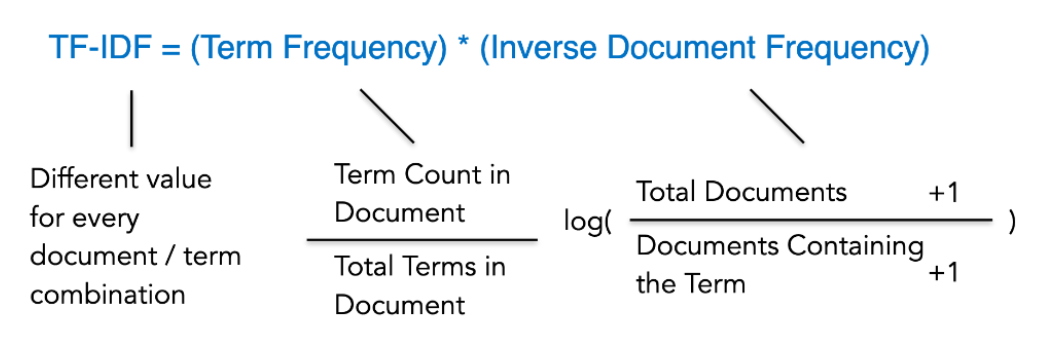 TF-IDF = (Term Frequency) * (Inverse Document Frequency)
Different value
for every
document / term
combination
Term Count in
Document
Total Terms in
Document
log(
Total Documents +1
Documents Containing
the Term +1
)